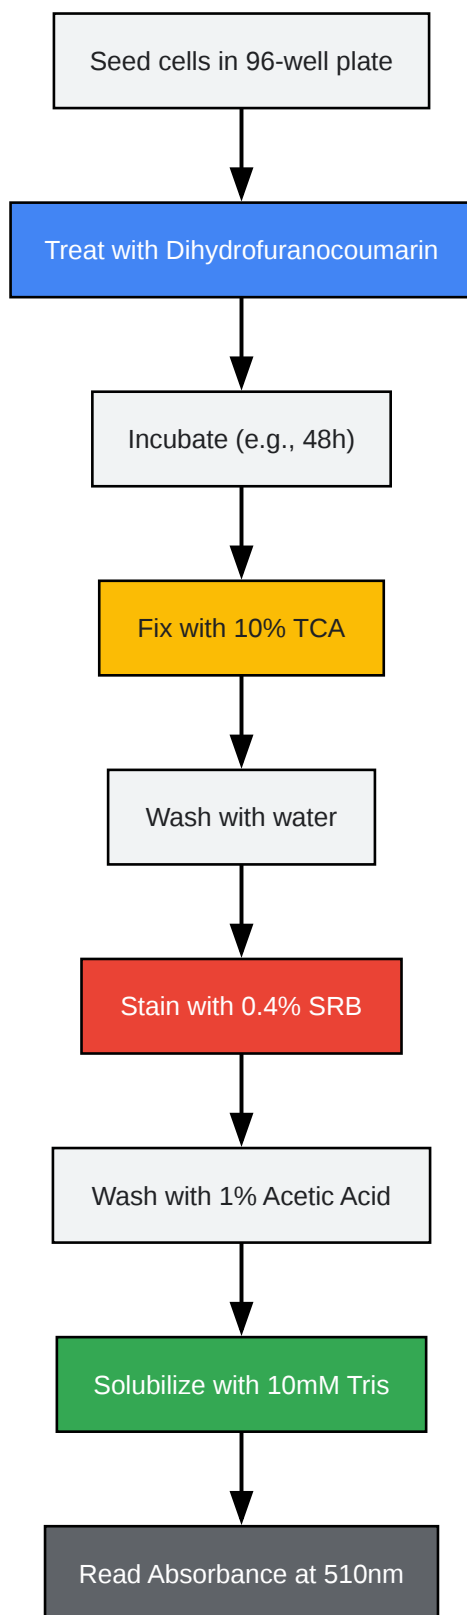 Seed cells in 96-well plate
Treat with Dihydrofuranocoumarin
Incubate (e.g., 48h)
Fix with 10% TCA
Wash with water
Stain with 0.4% SRB
Wash with 1% Acetic Acid
Solubilize with 10mM Tris
Read Absorbance at 510nm